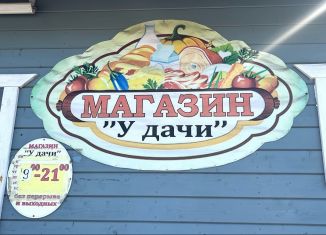 МАГАЗИН
"У дачи"
МАГАЗИН
"У дачи"
9⁰⁰-21⁰⁰
без перерыва
и выходных